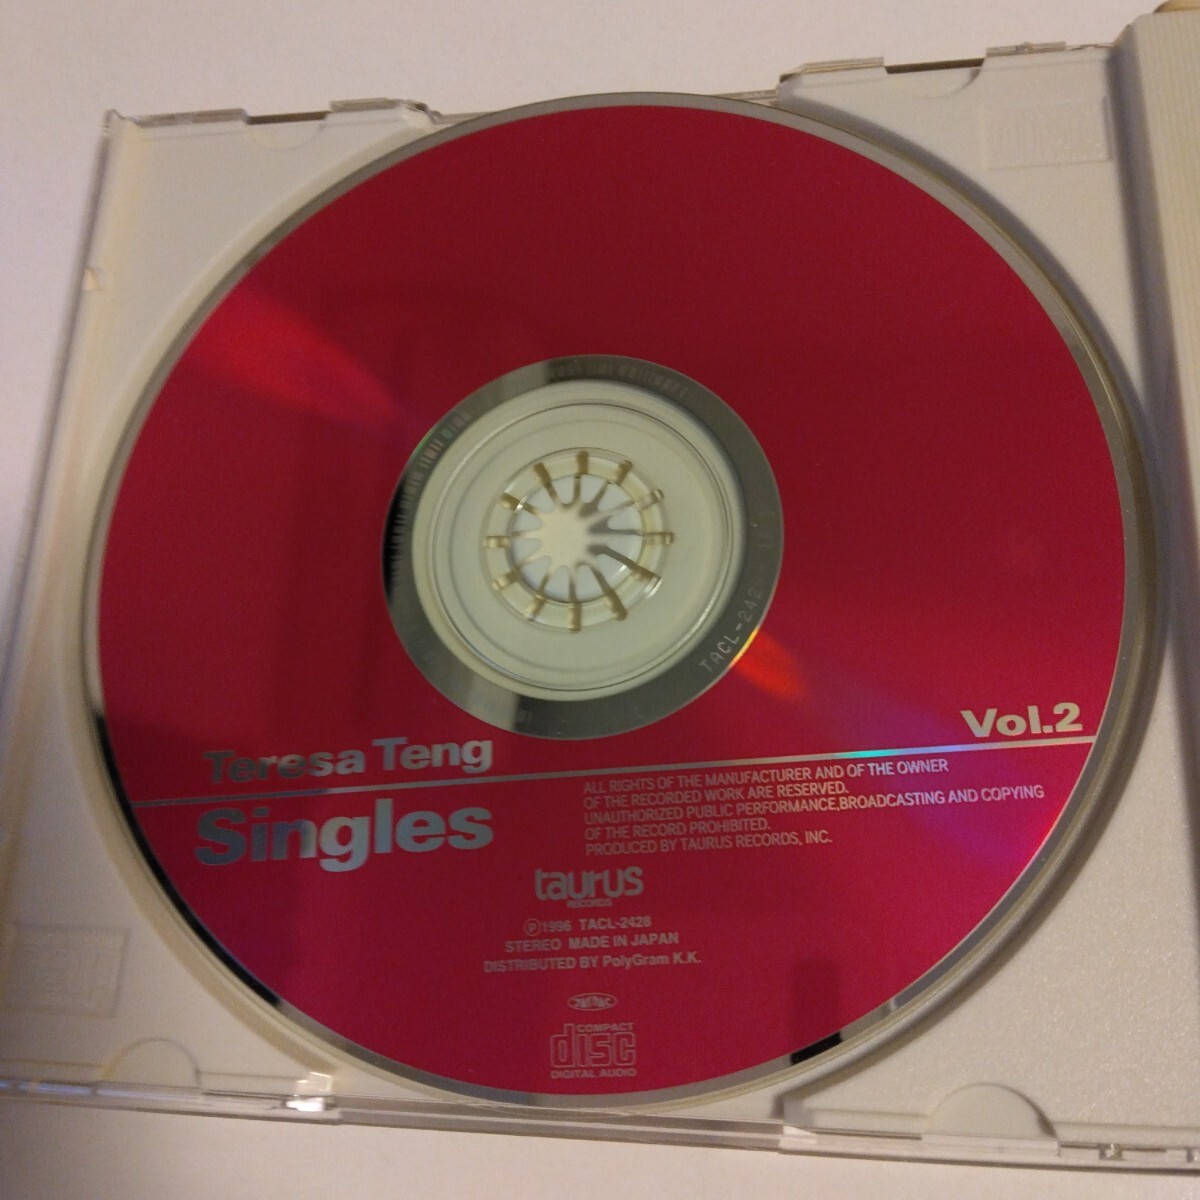 TACL-242
Vol.2
Teresa Teng
Singles
ALL RIGHTS OF THE MANUFACTURER AND OF THE OWNER
OF THE RECORDED WORK ARE RESERVED.
UNAUTHORIZED PUBLIC PERFORMANCE,BROADCASTING AND COPYING
OF THE RECORD PROHIBITED.
PRODUCED BY TAURUS RECORDS, INC.
taurus
RECORDS
Ⓟ1996 TACL-2428
STEREO MADE IN JAPAN
DISTRIBUTED BY PolyGram K.K.
COMPACT
disc
DIGITAL AUDIO